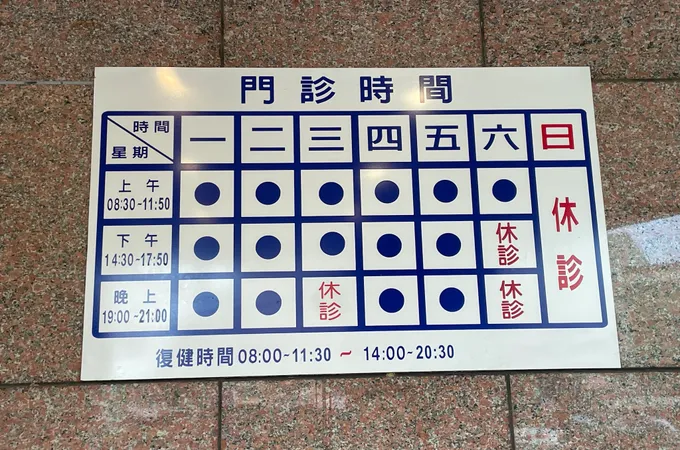 門診時間
時間 一 二 三 四 五 六 日
星期
上午 08:30-11:50 ● ● ● ● ● ● 休診
下午 14:30-17:50 ● ● ● ● ● 休診
晚上 19:00-21:00 ● ● 休診 ● ● 休診
復健時間08:00-11:30 ~ 14:00-20:30